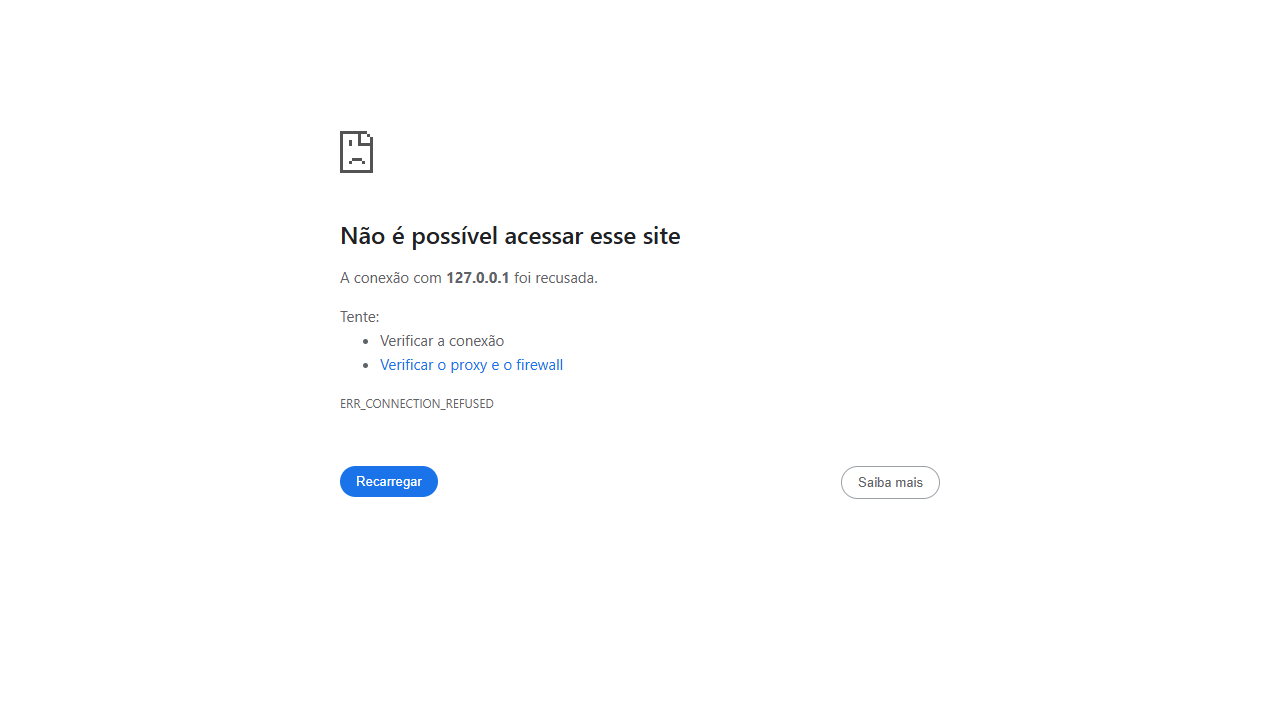 Não é possível acessar esse site
A conexão com 127.0.0.1 foi recusada.
Tente:
Verificar a conexão
Verificar o proxy e o firewall
ERR_CONNECTION_REFUSED
Recarregar
Saiba mais